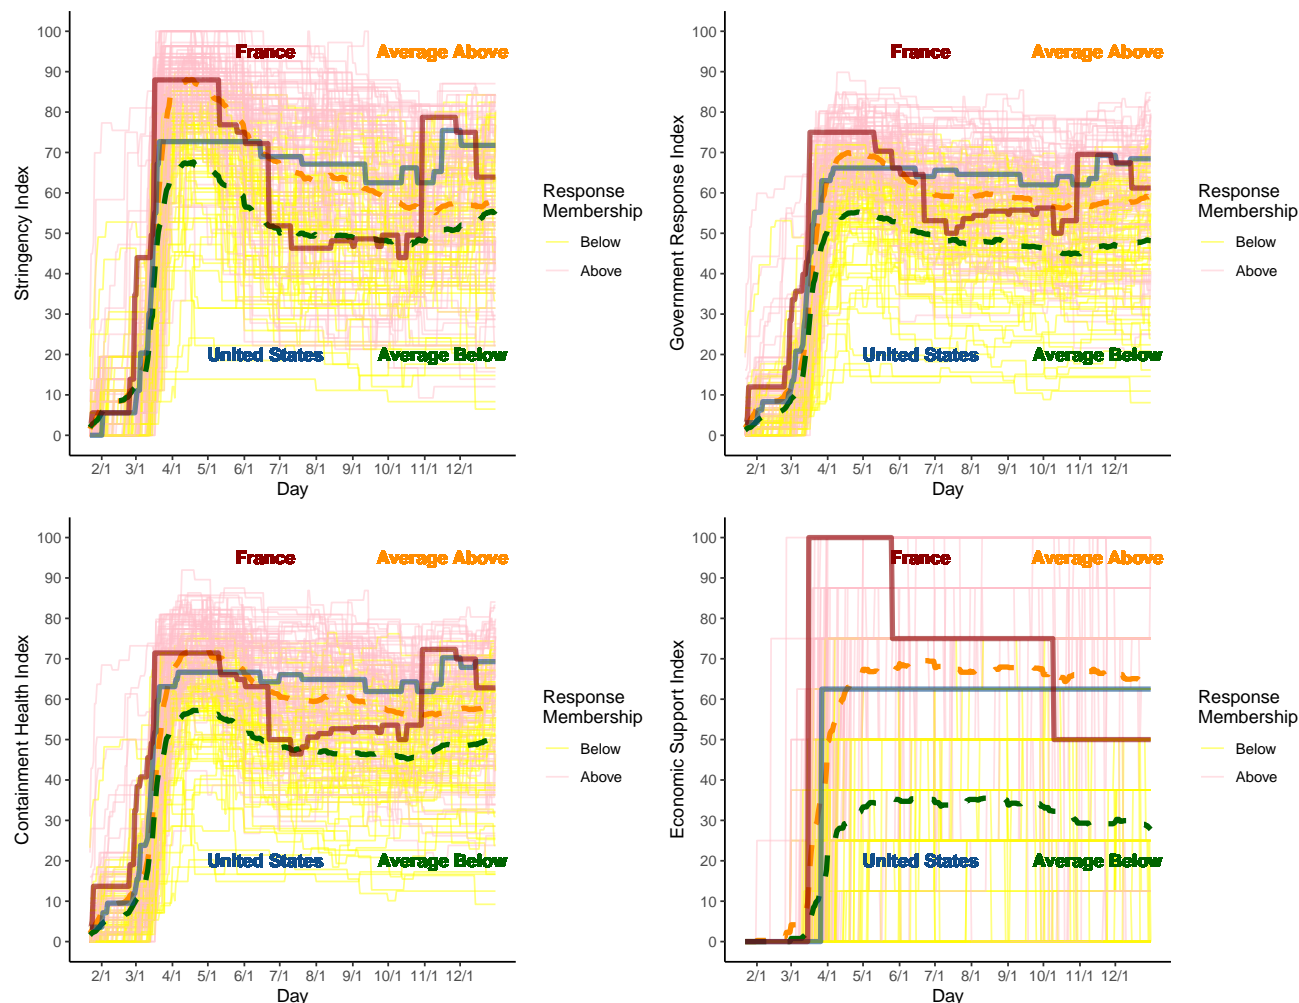 Stringency Index
100
90
80
70
60
50
40
30
20
10
0
France
Average Above
United States
Average Below
2/1 3/1 4/1 5/1 6/1 7/1 8/1 9/1 10/1 11/1 12/1
Day
Response
Membership
Below
Above
Government Response Index
100
90
80
70
60
50
40
30
20
10
0
France
Average Above
United States
Average Below
2/1 3/1 4/1 5/1 6/1 7/1 8/1 9/1 10/1 11/1 12/1
Day
Response
Membership
Below
Above
Containment Health Index
100
90
80
70
60
50
40
30
20
10
0
France
Average Above
United States
Average Below
2/1 3/1 4/1 5/1 6/1 7/1 8/1 9/1 10/1 11/1 12/1
Day
Response
Membership
Below
Above
Economic Support Index
100
90
80
70
60
50
40
30
20
10
0
France
Average Above
United States
Average Below
2/1 3/1 4/1 5/1 6/1 7/1 8/1 9/1 10/1 11/1 12/1
Day
Response
Membership
Below
Above